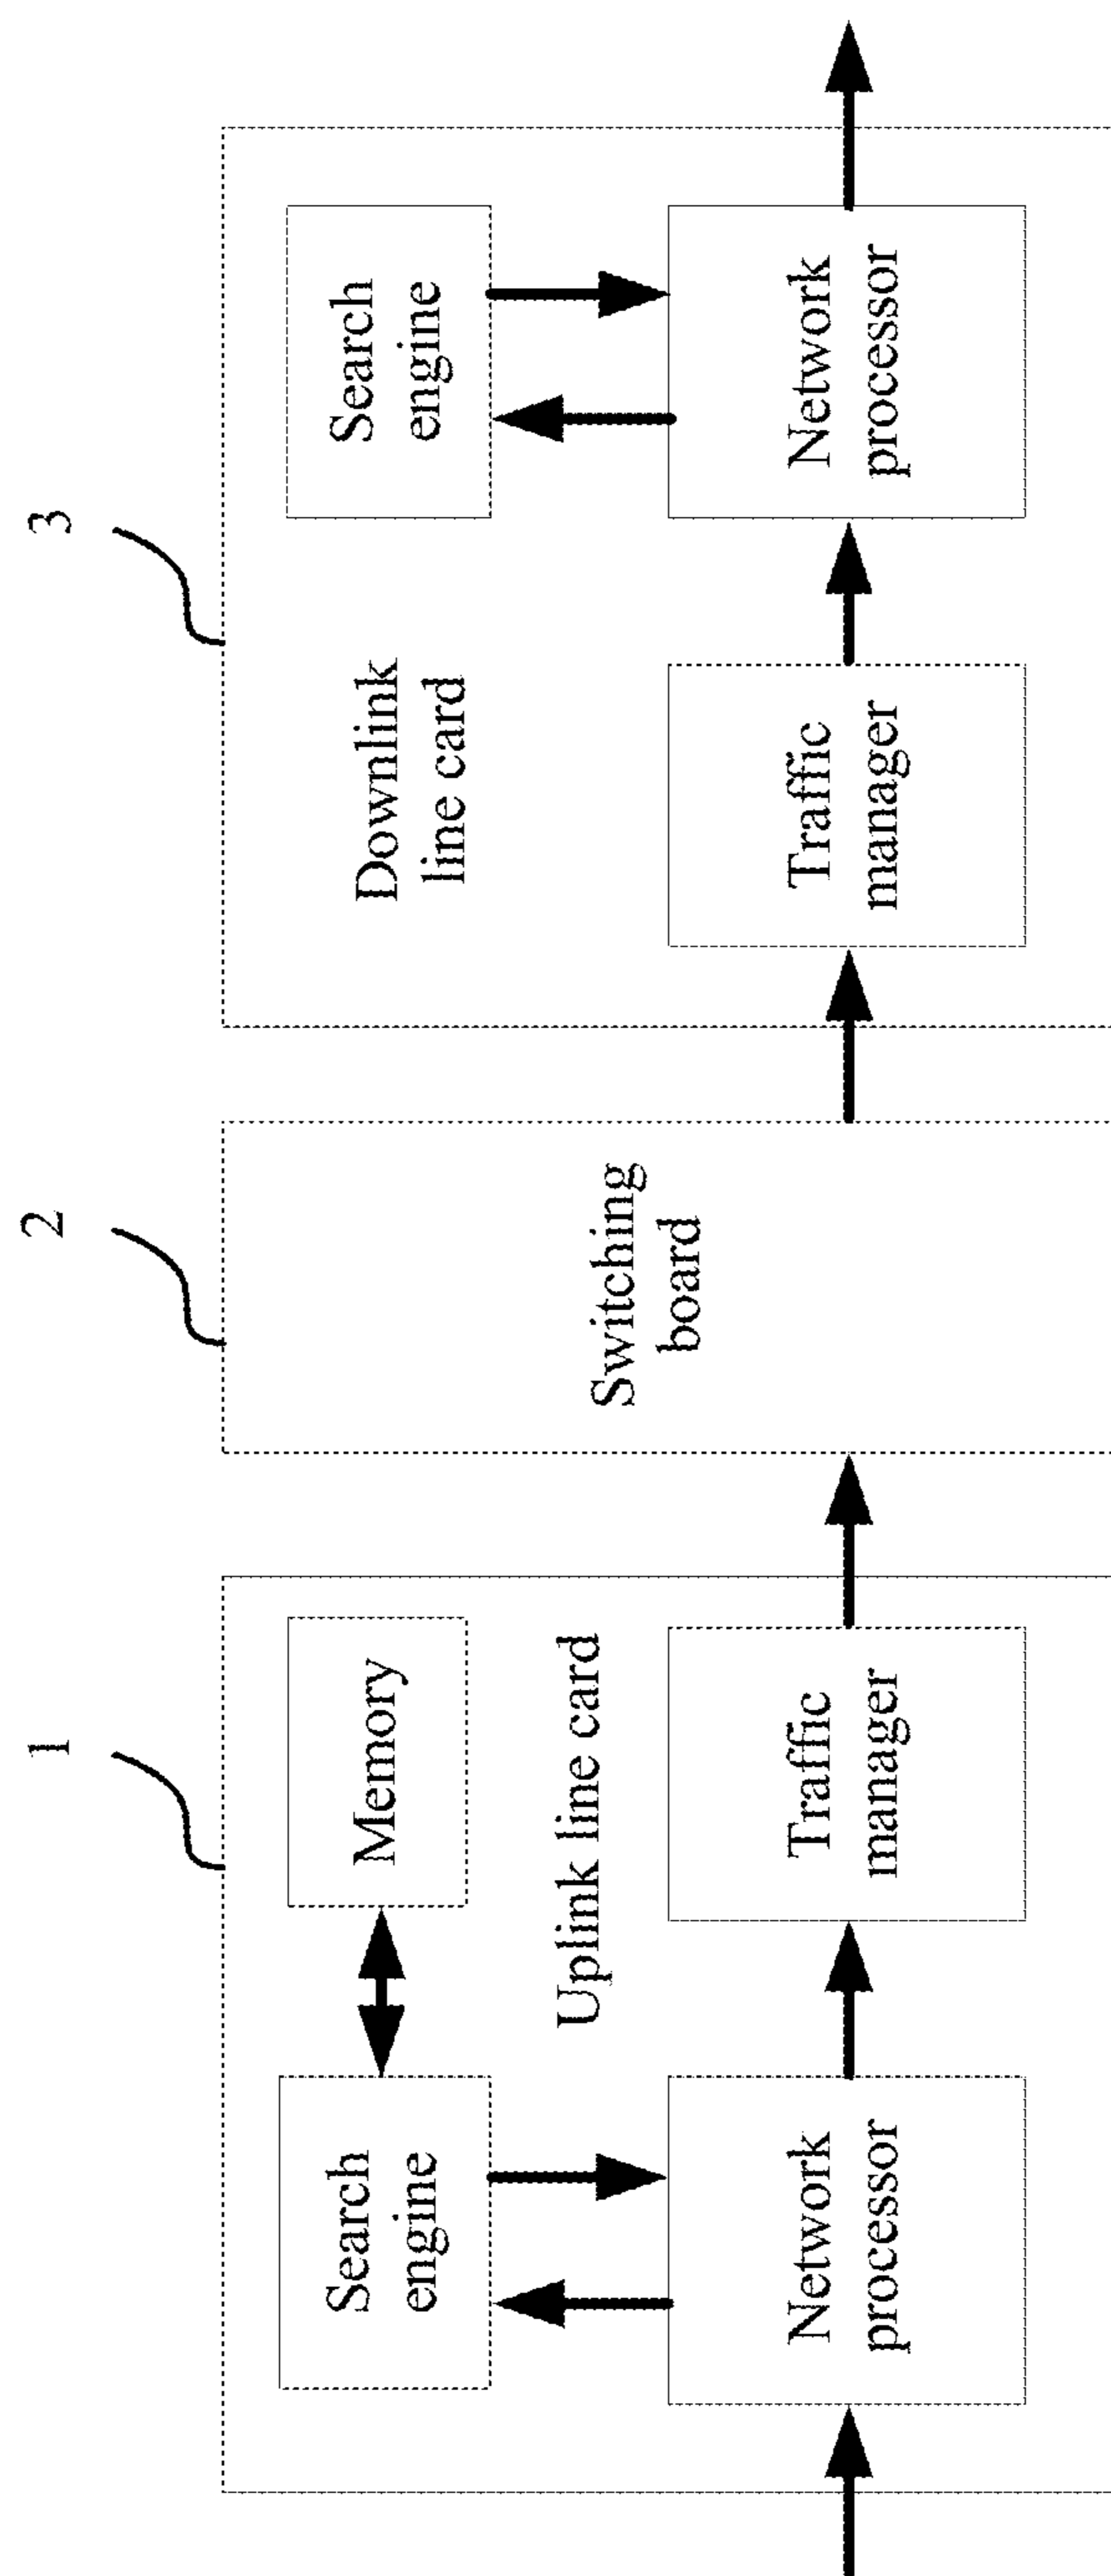 1
2
3
Search
engine
Memory
Uplink line card
Network
processor
Traffic
manager
Switching
board
Downlink
line card
Search
engine
Traffic
manager
Network
processor